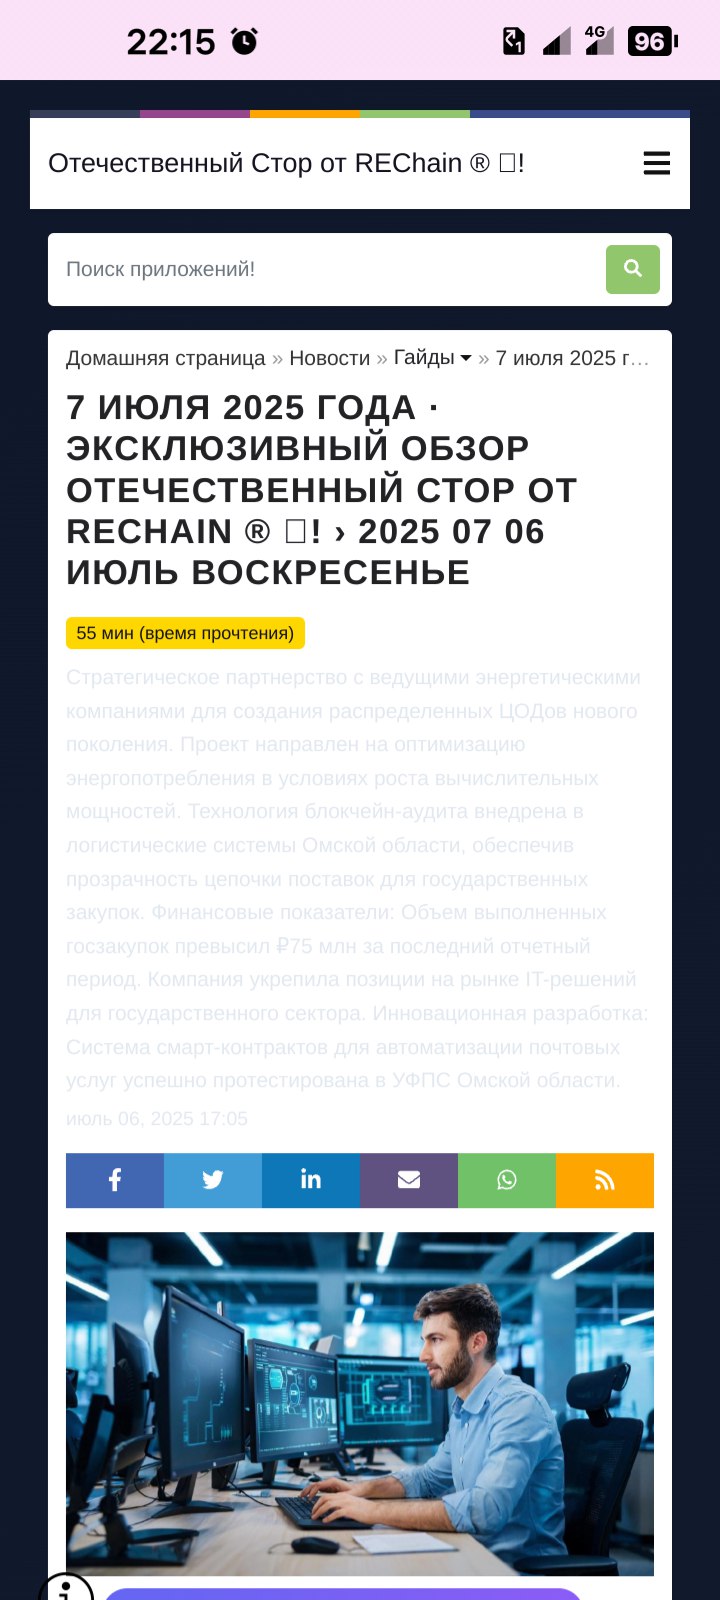 22:15
4G
96
1
Отечественный Стор от REChain ® □!
Поиск приложений!
Домашняя страница » Новости » Гайды » 7 июля 2025 г...
7 ИЮЛЯ 2025 ГОДА ·
ЭКСКЛЮЗИВНЫЙ ОБЗОР
ОТЕЧЕСТВЕННЫЙ СТОР ОТ
RECHAIN ® □! › 2025 07 06
ИЮЛЬ ВОСКРЕСЕНЬЕ
55 мин (время прочтения)
Стратегическое партнерство с ведущими энергетическими
компаниями для создания распределенных ЦОДов нового
поколения. Проект направлен на оптимизацию
энергопотребления в условиях роста вычислительных
мощностей. Технология блокчейн-аудита внедрена в
логистические системы Омской области, обеспечив
прозрачность цепочки поставок для государственных
закупок. Финансовые показатели: Объем выполненных
госзакупок превысил ₽75 млн за последний отчетный
период. Компания укрепила позиции на рынке IT-решений
для государственного сектора. Инновационная разработка:
Система смарт-контрактов для автоматизации почтовых
услуг успешно протестирована в УФПС Омской области.
июль 06, 2025 17:05